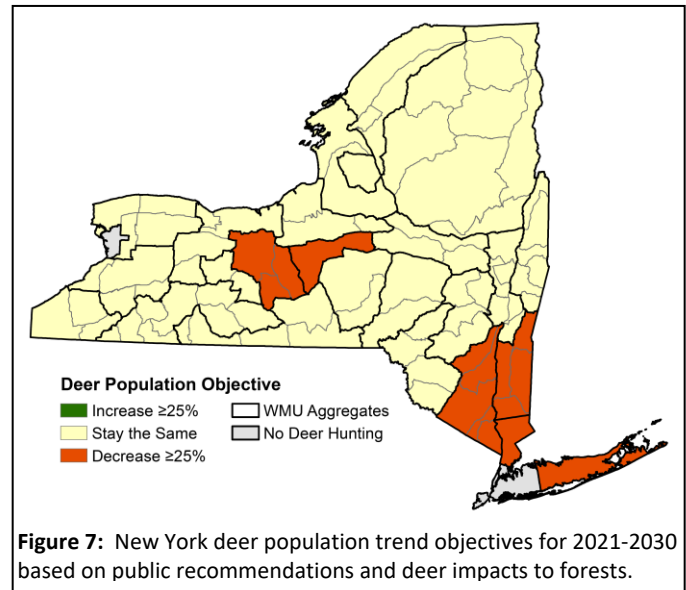 Deer Population Objective
Increase ≥25%
Stay the Same
Decrease ≥25%
WMU Aggregates
No Deer Hunting
Figure 7: New York deer population trend objectives for 2021-2030
based on public recommendations and deer impacts to forests.